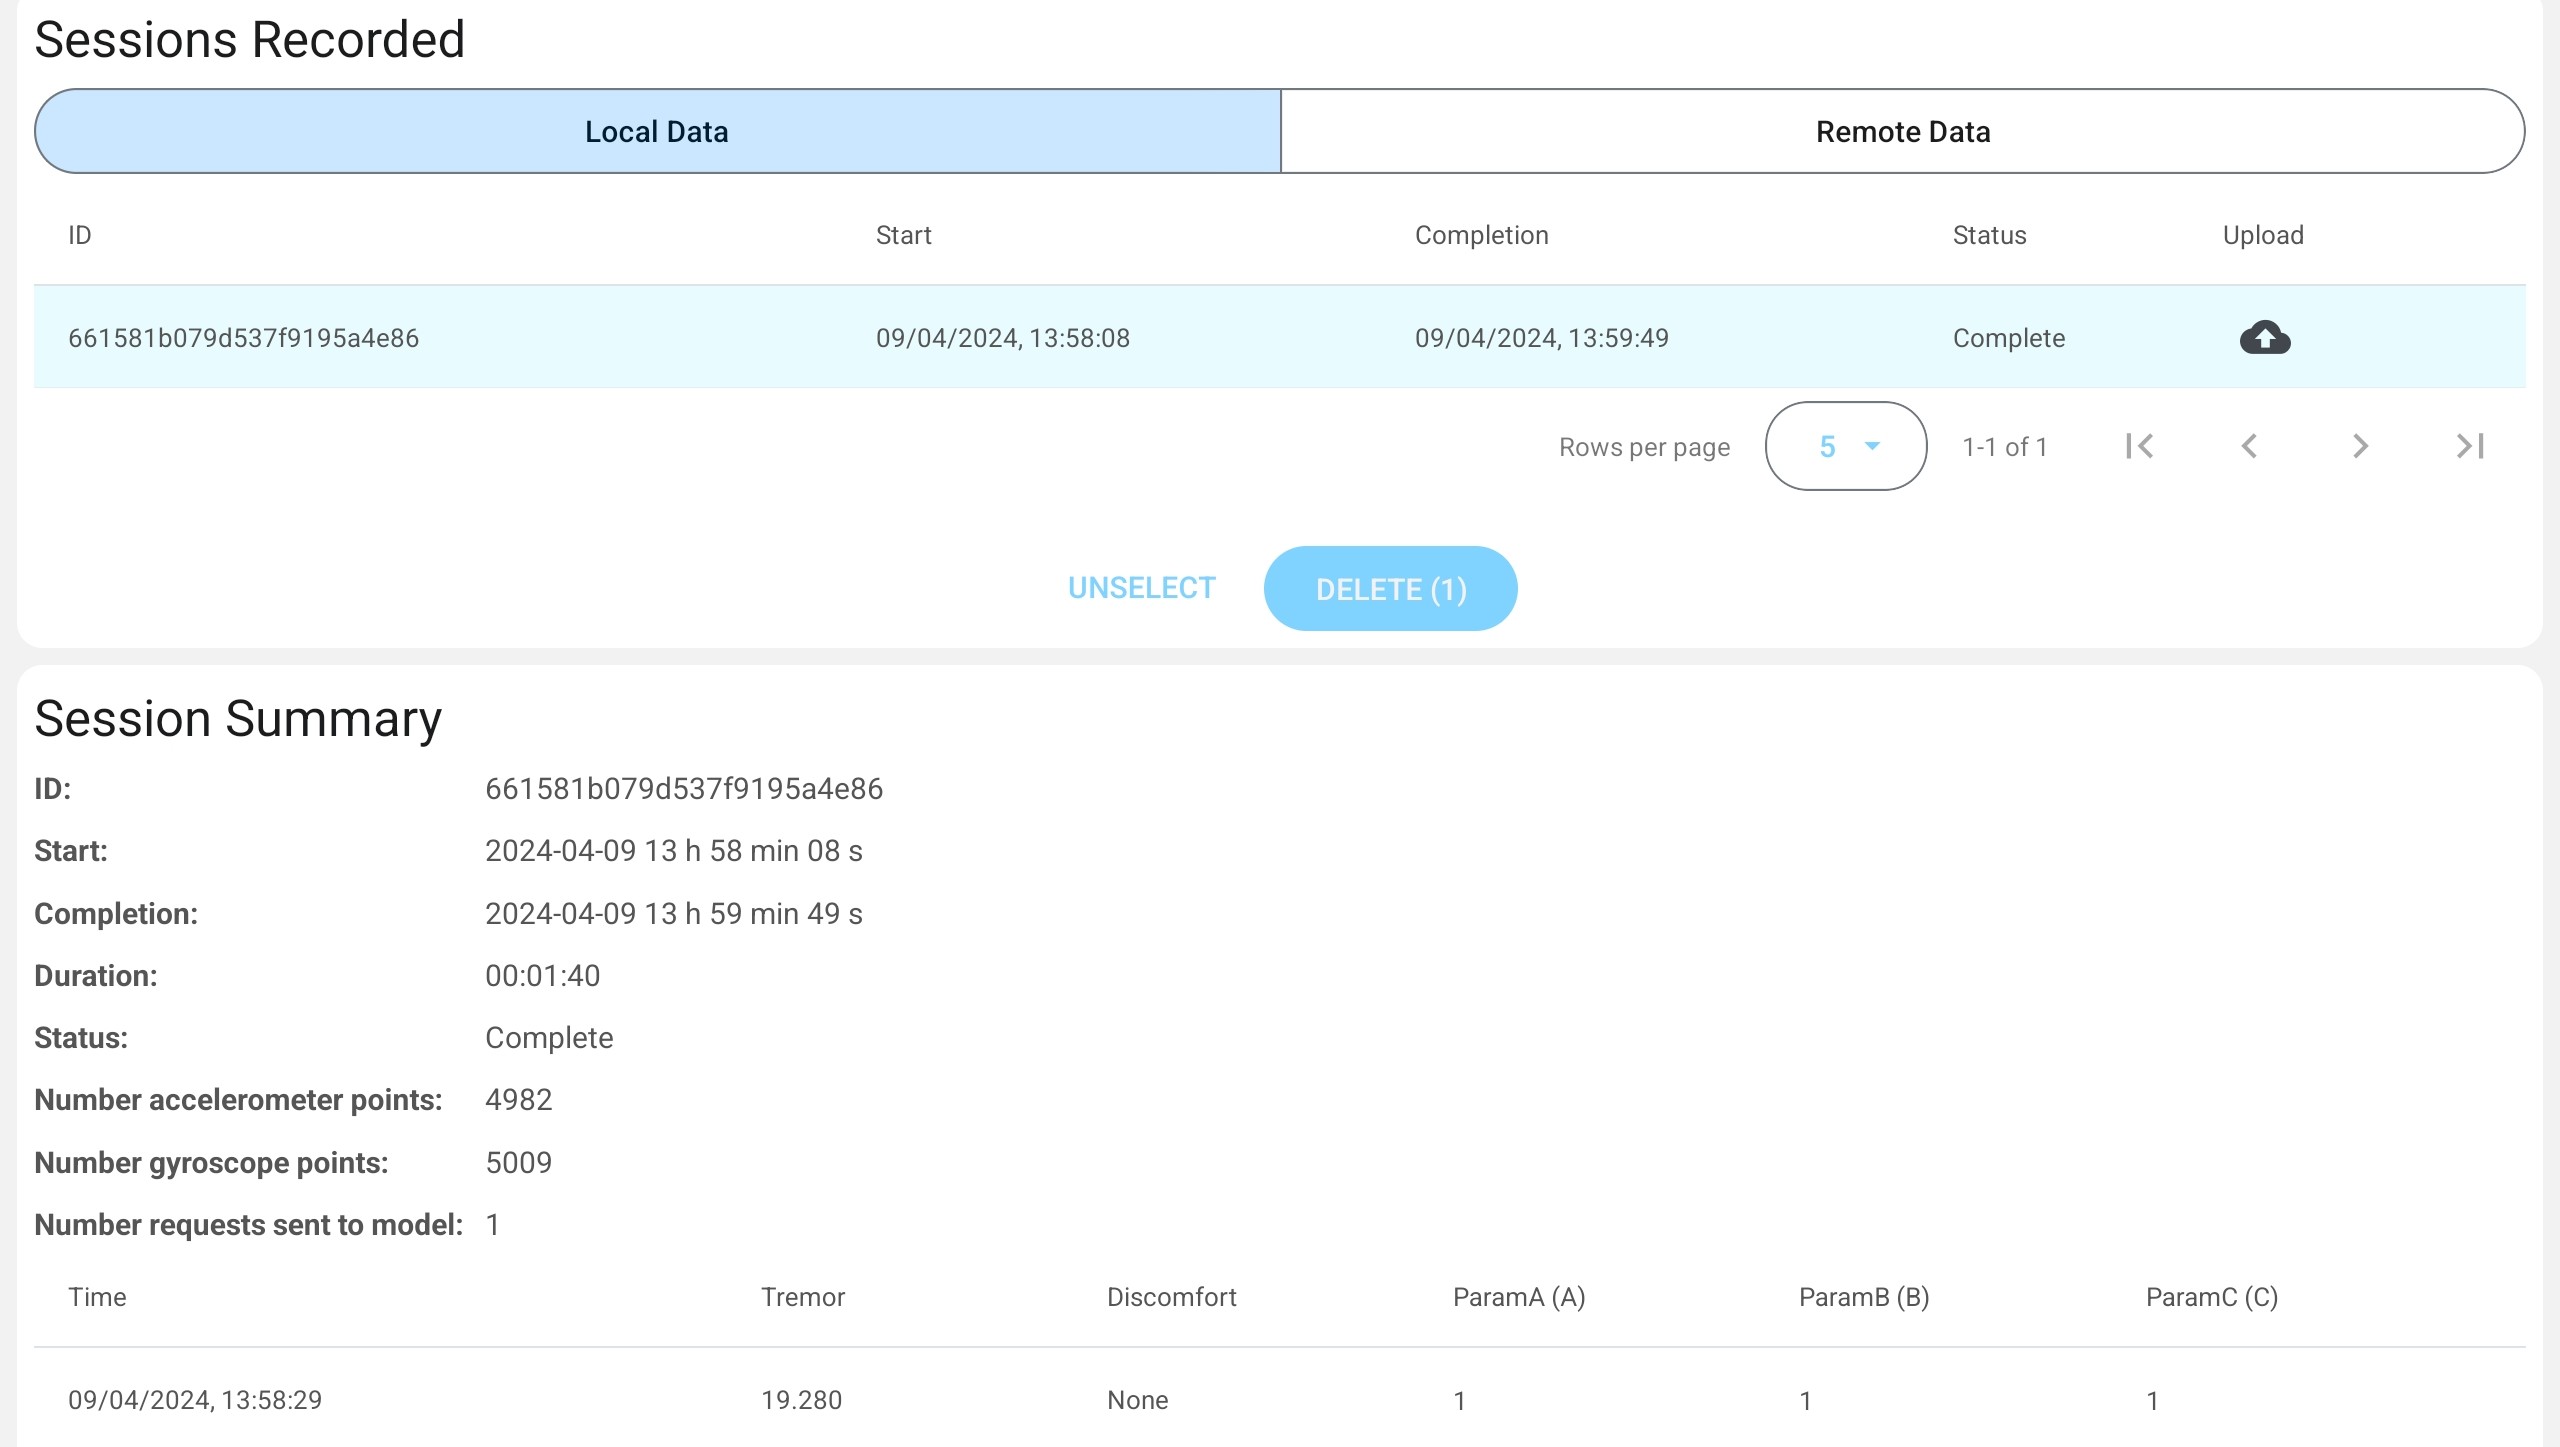 Sessions Recorded
Local Data Remote Data
ID Start Completion Status Upload
661581b079d537f9195a4e86 09/04/2024, 13:58:08 09/04/2024, 13:59:49 Complete
Rows per page 5 1-1 of 1
UNSELECT DELETE (1)
Session Summary
ID: 661581b079d537f9195a4e86
Start: 2024-04-09 13 h 58 min 08 s
Completion: 2024-04-09 13 h 59 min 49 s
Duration: 00:01:40
Status: Complete
Number accelerometer points: 4982
Number gyroscope points: 5009
Number requests sent to model: 1
Time Tremor Discomfort ParamA (A) ParamB (B) ParamC (C)
09/04/2024, 13:58:29 19.280 None 1 1 1